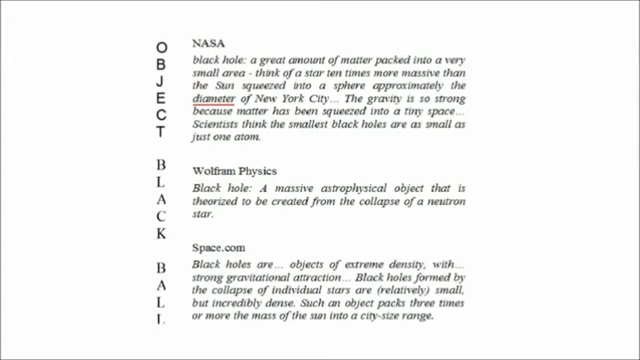 OBJECT
BLACK
BALL
NASA
black hole: a great amount of matter packed into a very
small area - think of a star ten times more massive than
the Sun squeezed into a sphere approximately the
diameter of New York City... The gravity is so strong
because matter has been squeezed into a tiny space...
Scientists think the smallest black holes are as small as
just one atom.
Wolfram Physics
Black hole: A massive astrophysical object that is
theorized to be created from the collapse of a neutron
star.
Space.com
Black holes are... objects of extreme density, with...
strong gravitational attraction... Black holes formed by
the collapse of individual stars are (relatively) small,
but incredibly dense. Such an object packs three times
or more the mass of the sun into a city-size range.